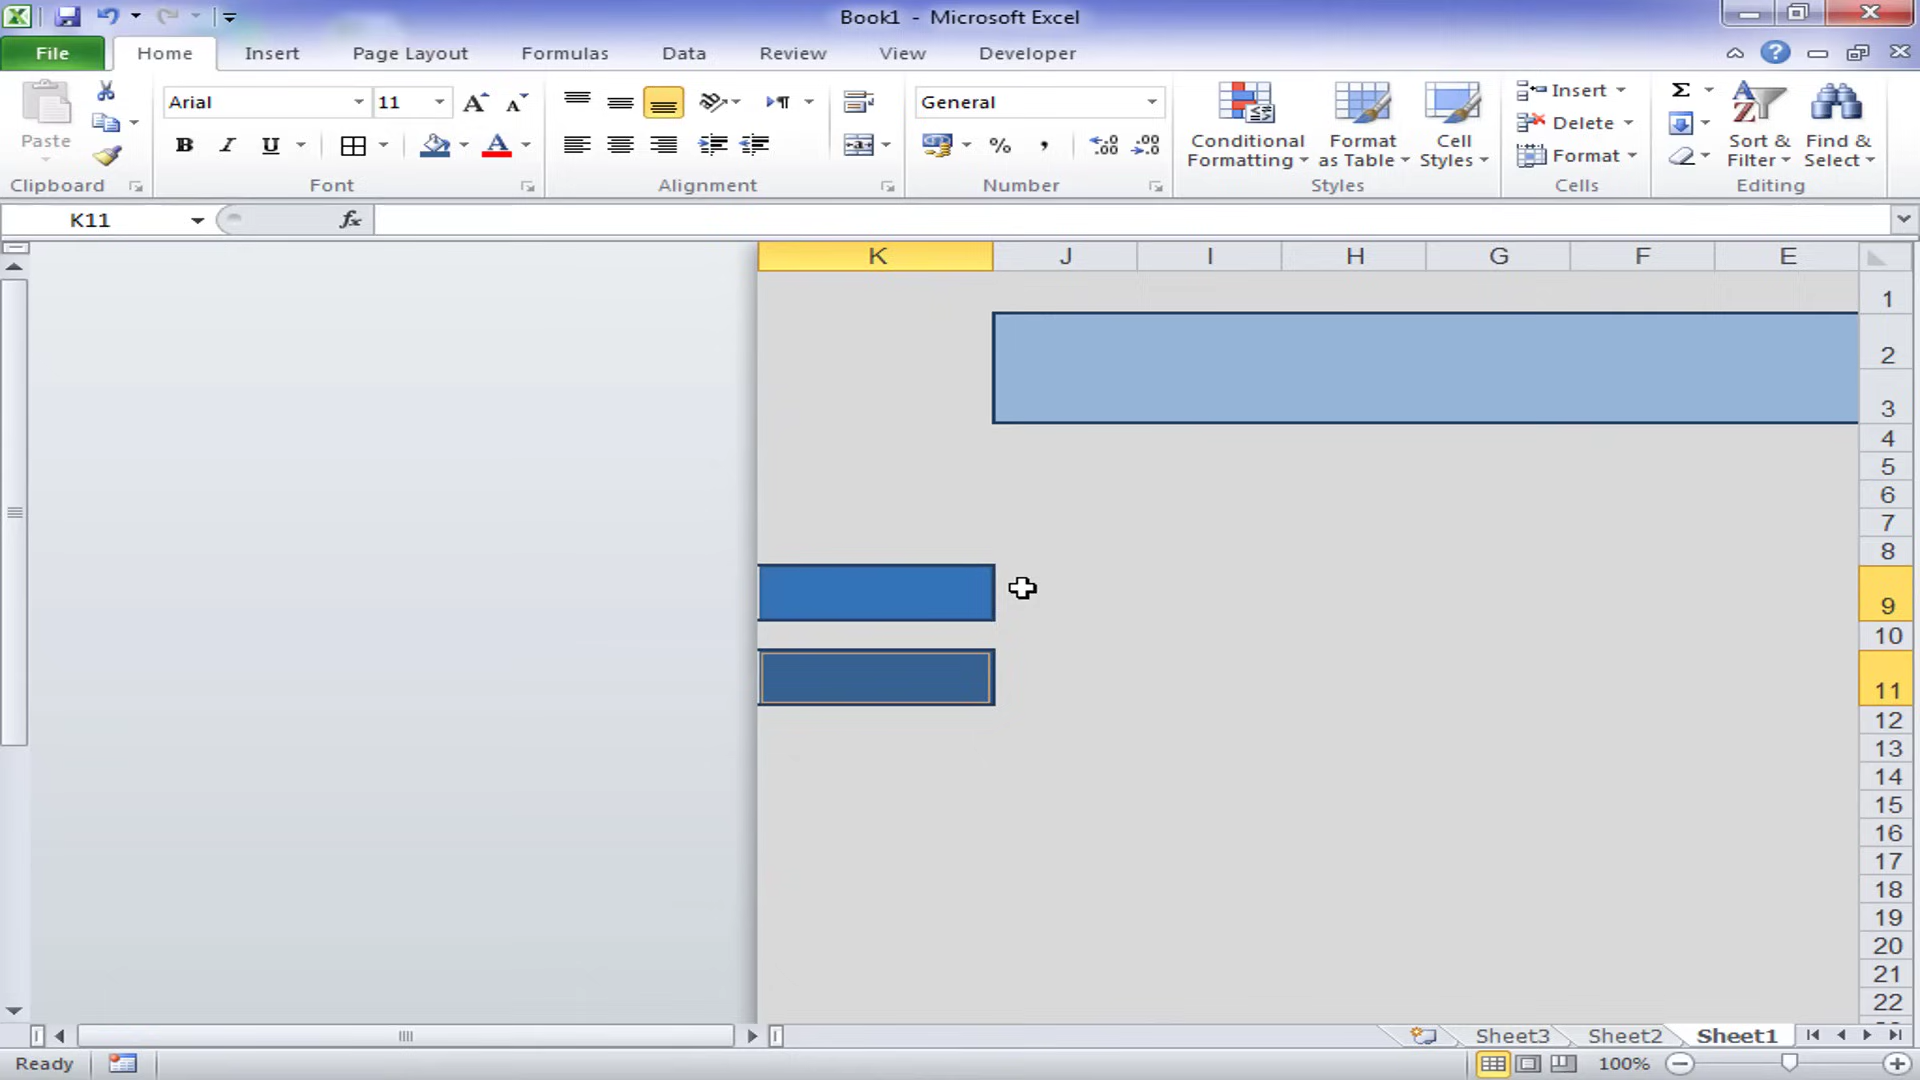 Book1 - Microsoft Excel
File Home Insert Page Layout Formulas Data Review View Developer
Paste
Clipboard
Arial 11
B I U A
Font
Alignment
General
% ,
Number
Conditional Formatting
Format as Table
Cell Styles
Styles
Insert
Delete
Format
Cells
Σ
Sort & Filter
Find & Select
Editing
K11 fx
K J I H G F E
1
2
3
4
5
6
7
8
9
10
11
12
13
14
15
16
17
18
19
20
21
22
Sheet3 Sheet2 Sheet1
Ready 100%